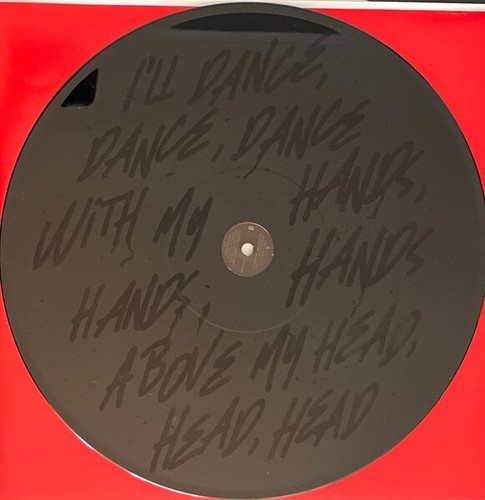 I'LL DANCE,
DANCE, DANCE
WITH MY HANDS,
HANDS, HANDS
ABOVE MY HEAD,
HEAD, HEAD